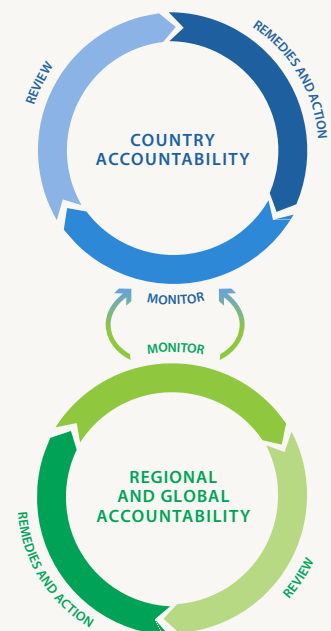 REVIEW
REMEDIES AND ACTION
COUNTRY
ACCOUNTABILITY
MONITOR
MONITOR
REGIONAL
AND GLOBAL
ACCOUNTABILITY
REMEDIES AND ACTION
REVIEW